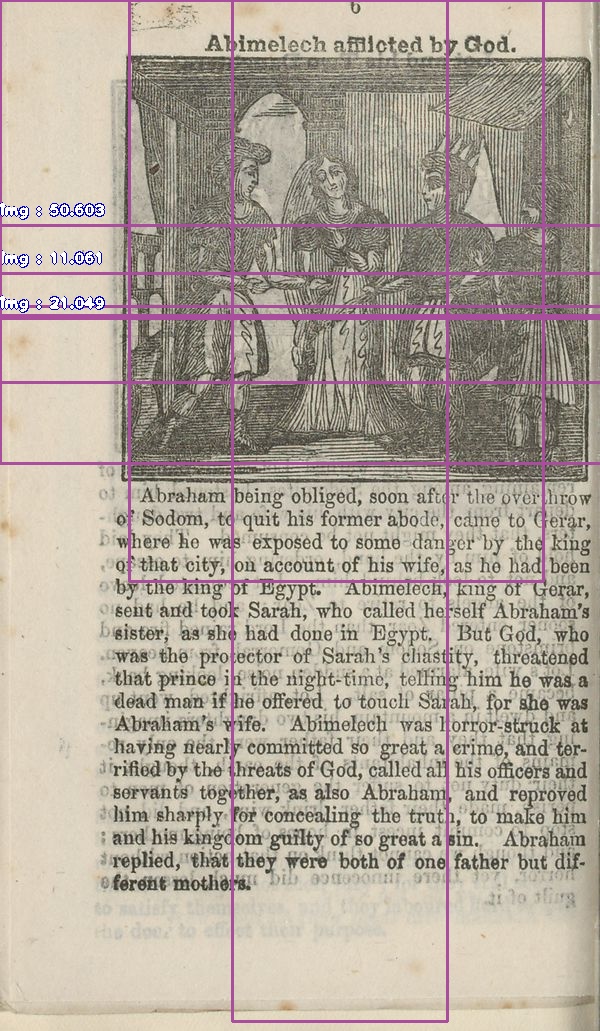 6
Abimelech afflicted by God.
img : 50.603
img : 11.061
img : 21.049
Abraham being obliged, soon after the overthrow
of Sodom, to quit his former abode, came to Gerar,
where he was exposed to some danger by the king
of that city, on account of his wife, as he had been
by the king of Egypt. Abimelech, king of Gerar,
sent and took Sarah, who called herself Abraham's
sister, as she had done in Egypt. But God, who
was the protector of Sarah's chastity, threatened
that prince in the night-time, telling him he was a
dead man if he offered to touch Sarah, for she was
Abraham's wife. Abimelech was horror-struck at
having nearly committed so great a crime, and ter-
rified by the threats of God, called all his officers and
servants together, as also Abraham, and reproved
him sharply for concealing the truth, to make him
and his kingdom guilty of so great a sin. Abraham
replied, that they were both of one father but dif-
ferent mothers.